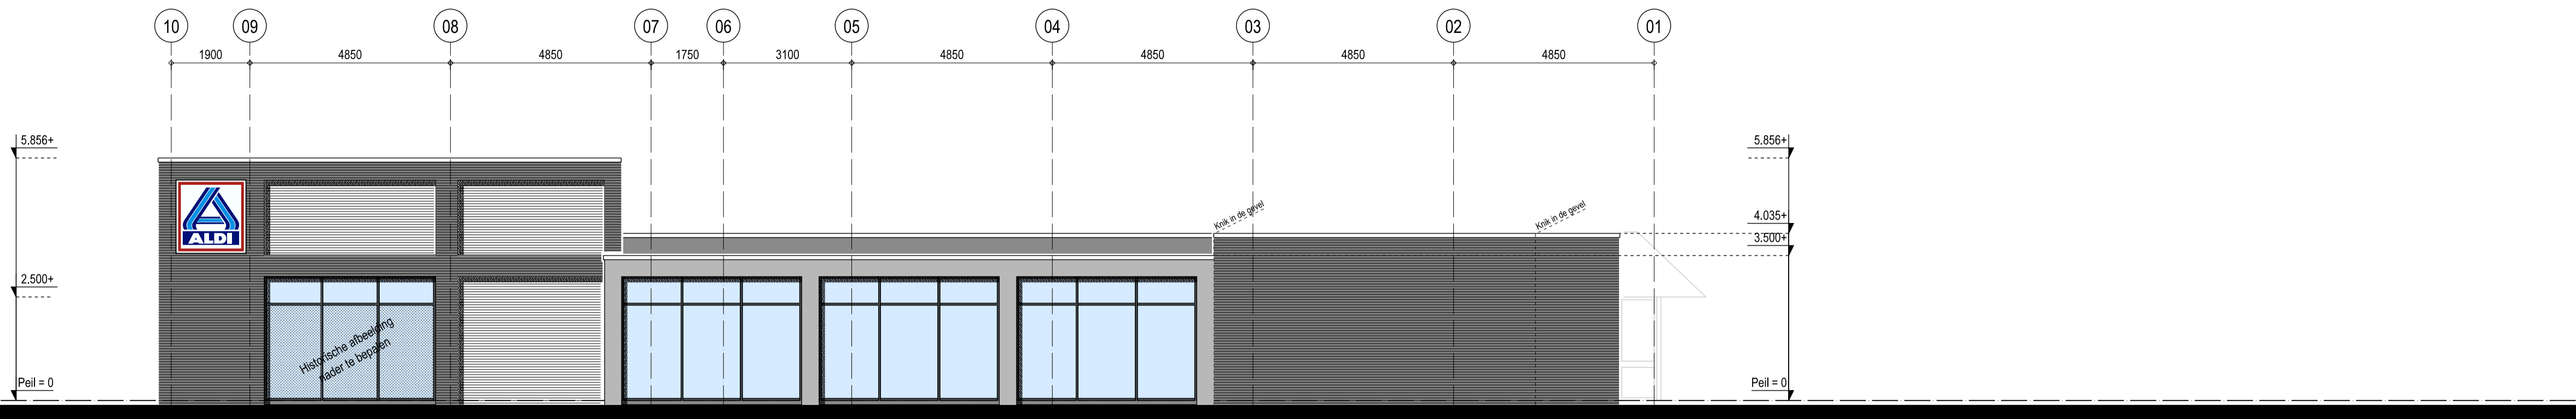 10 09 08 07 06 05 04 03 02 01
1900 4850 4850 1750 3100 4850 4850 4850 4850
5.856+ 5.856+
ALDI
Knik in de gevel Knik in de gevel
4.035+
3.500+
2.500+
Historische afbeelding
nader te bepalen
Peil = 0 Peil = 0